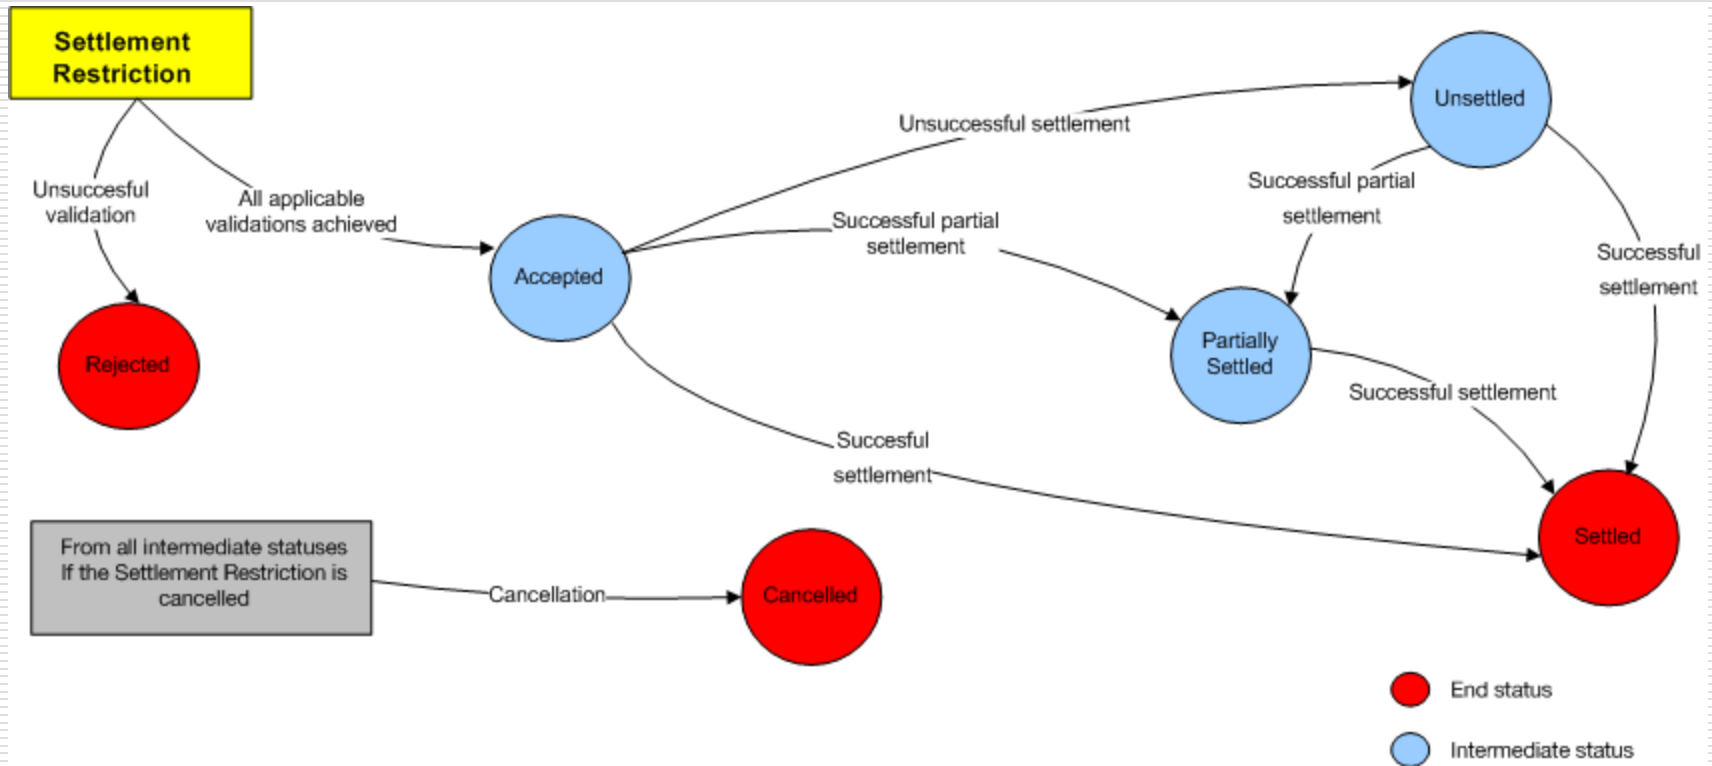 Settlement
Restriction
Unsuccesful
validation
All applicable
validations achieved
Rejected
Accepted
Unsuccessful settlement
Successful partial
settlement
Succesful
settlement
Unsettled
Successful partial
settlement
Successful
settlement
Partially
Settled
Successful settlement
Settled
From all intermediate statuses
If the Settlement Restriction is
cancelled
Cancellation
Cancelled
End status
Intermediate status